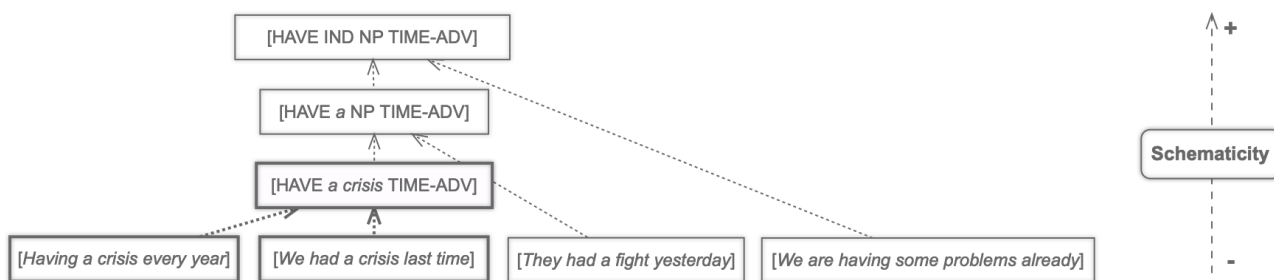 [HAVE IND NP TIME-ADV]
+
[HAVE a NP TIME-ADV]
Schematicity
[HAVE a crisis TIME-ADV]
[Having a crisis every year]
[We had a crisis last time]
[They had a fight yesterday]
[We are having some problems already]
-